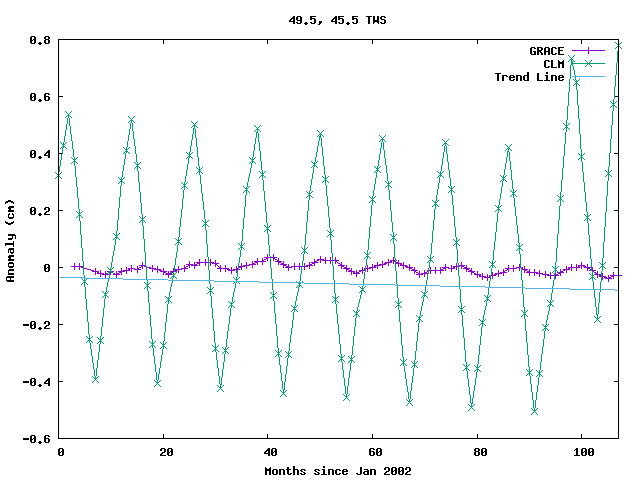 49.5, 45.5 TWS
GRACE
CLM
Trend Line
Anomaly (cm)
0.8
0.6
0.4
0.2
0
-0.2
-0.4
-0.6
0 20 40 60 80 100
Months since Jan 2002